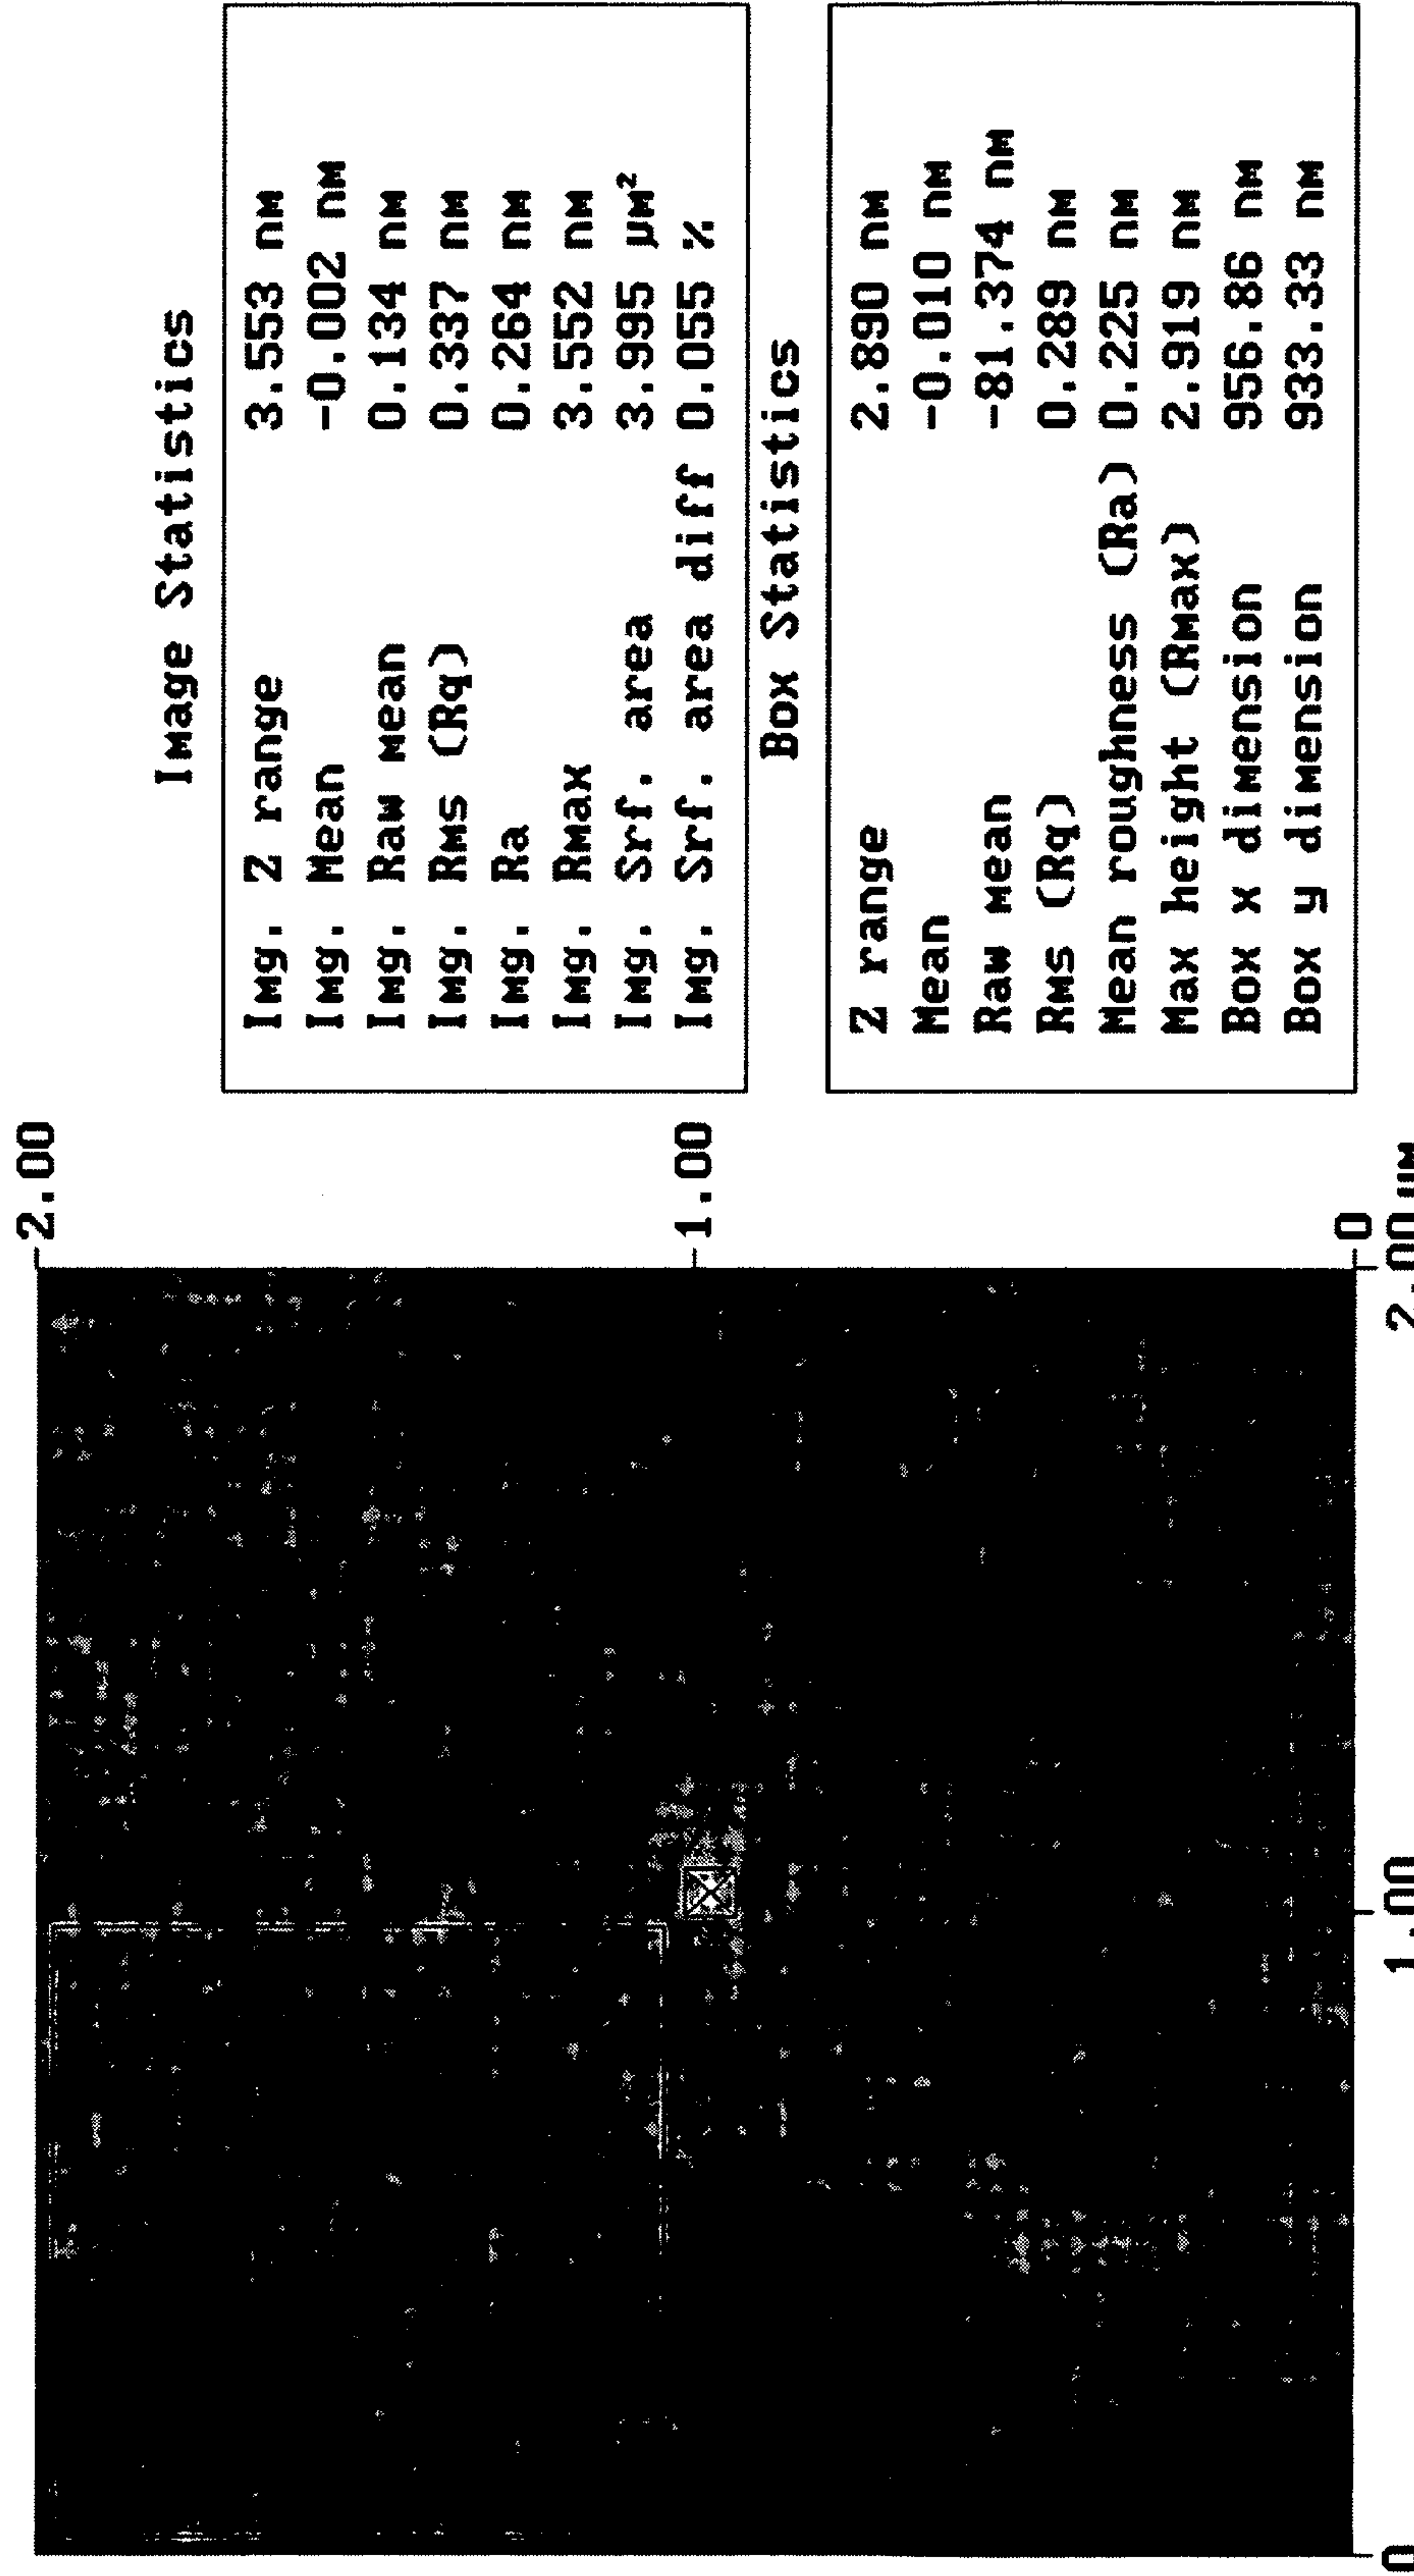 Image Statistics
Img. Z range 3.553 nm
Img. Mean -0.002 nm
Img. Raw mean 0.134 nm
Img. Rms (Rq) 0.337 nm
Img. Ra 0.264 nm
Img. Rmax 3.552 nm
Img. Srf. area 3.995 µm²
Img. Srf. area diff 0.055 %
Box Statistics
Z range 2.890 nm
Mean -0.010 nm
Raw mean -81.374 nm
Rms (Rq) 0.289 nm
Mean roughness (Ra) 0.225 nm
Max height (Rmax) 2.919 nm
Box x dimension 956.86 nm
Box y dimension 933.33 nm
2.00
1.00
0
0 1.00 2.00 µm